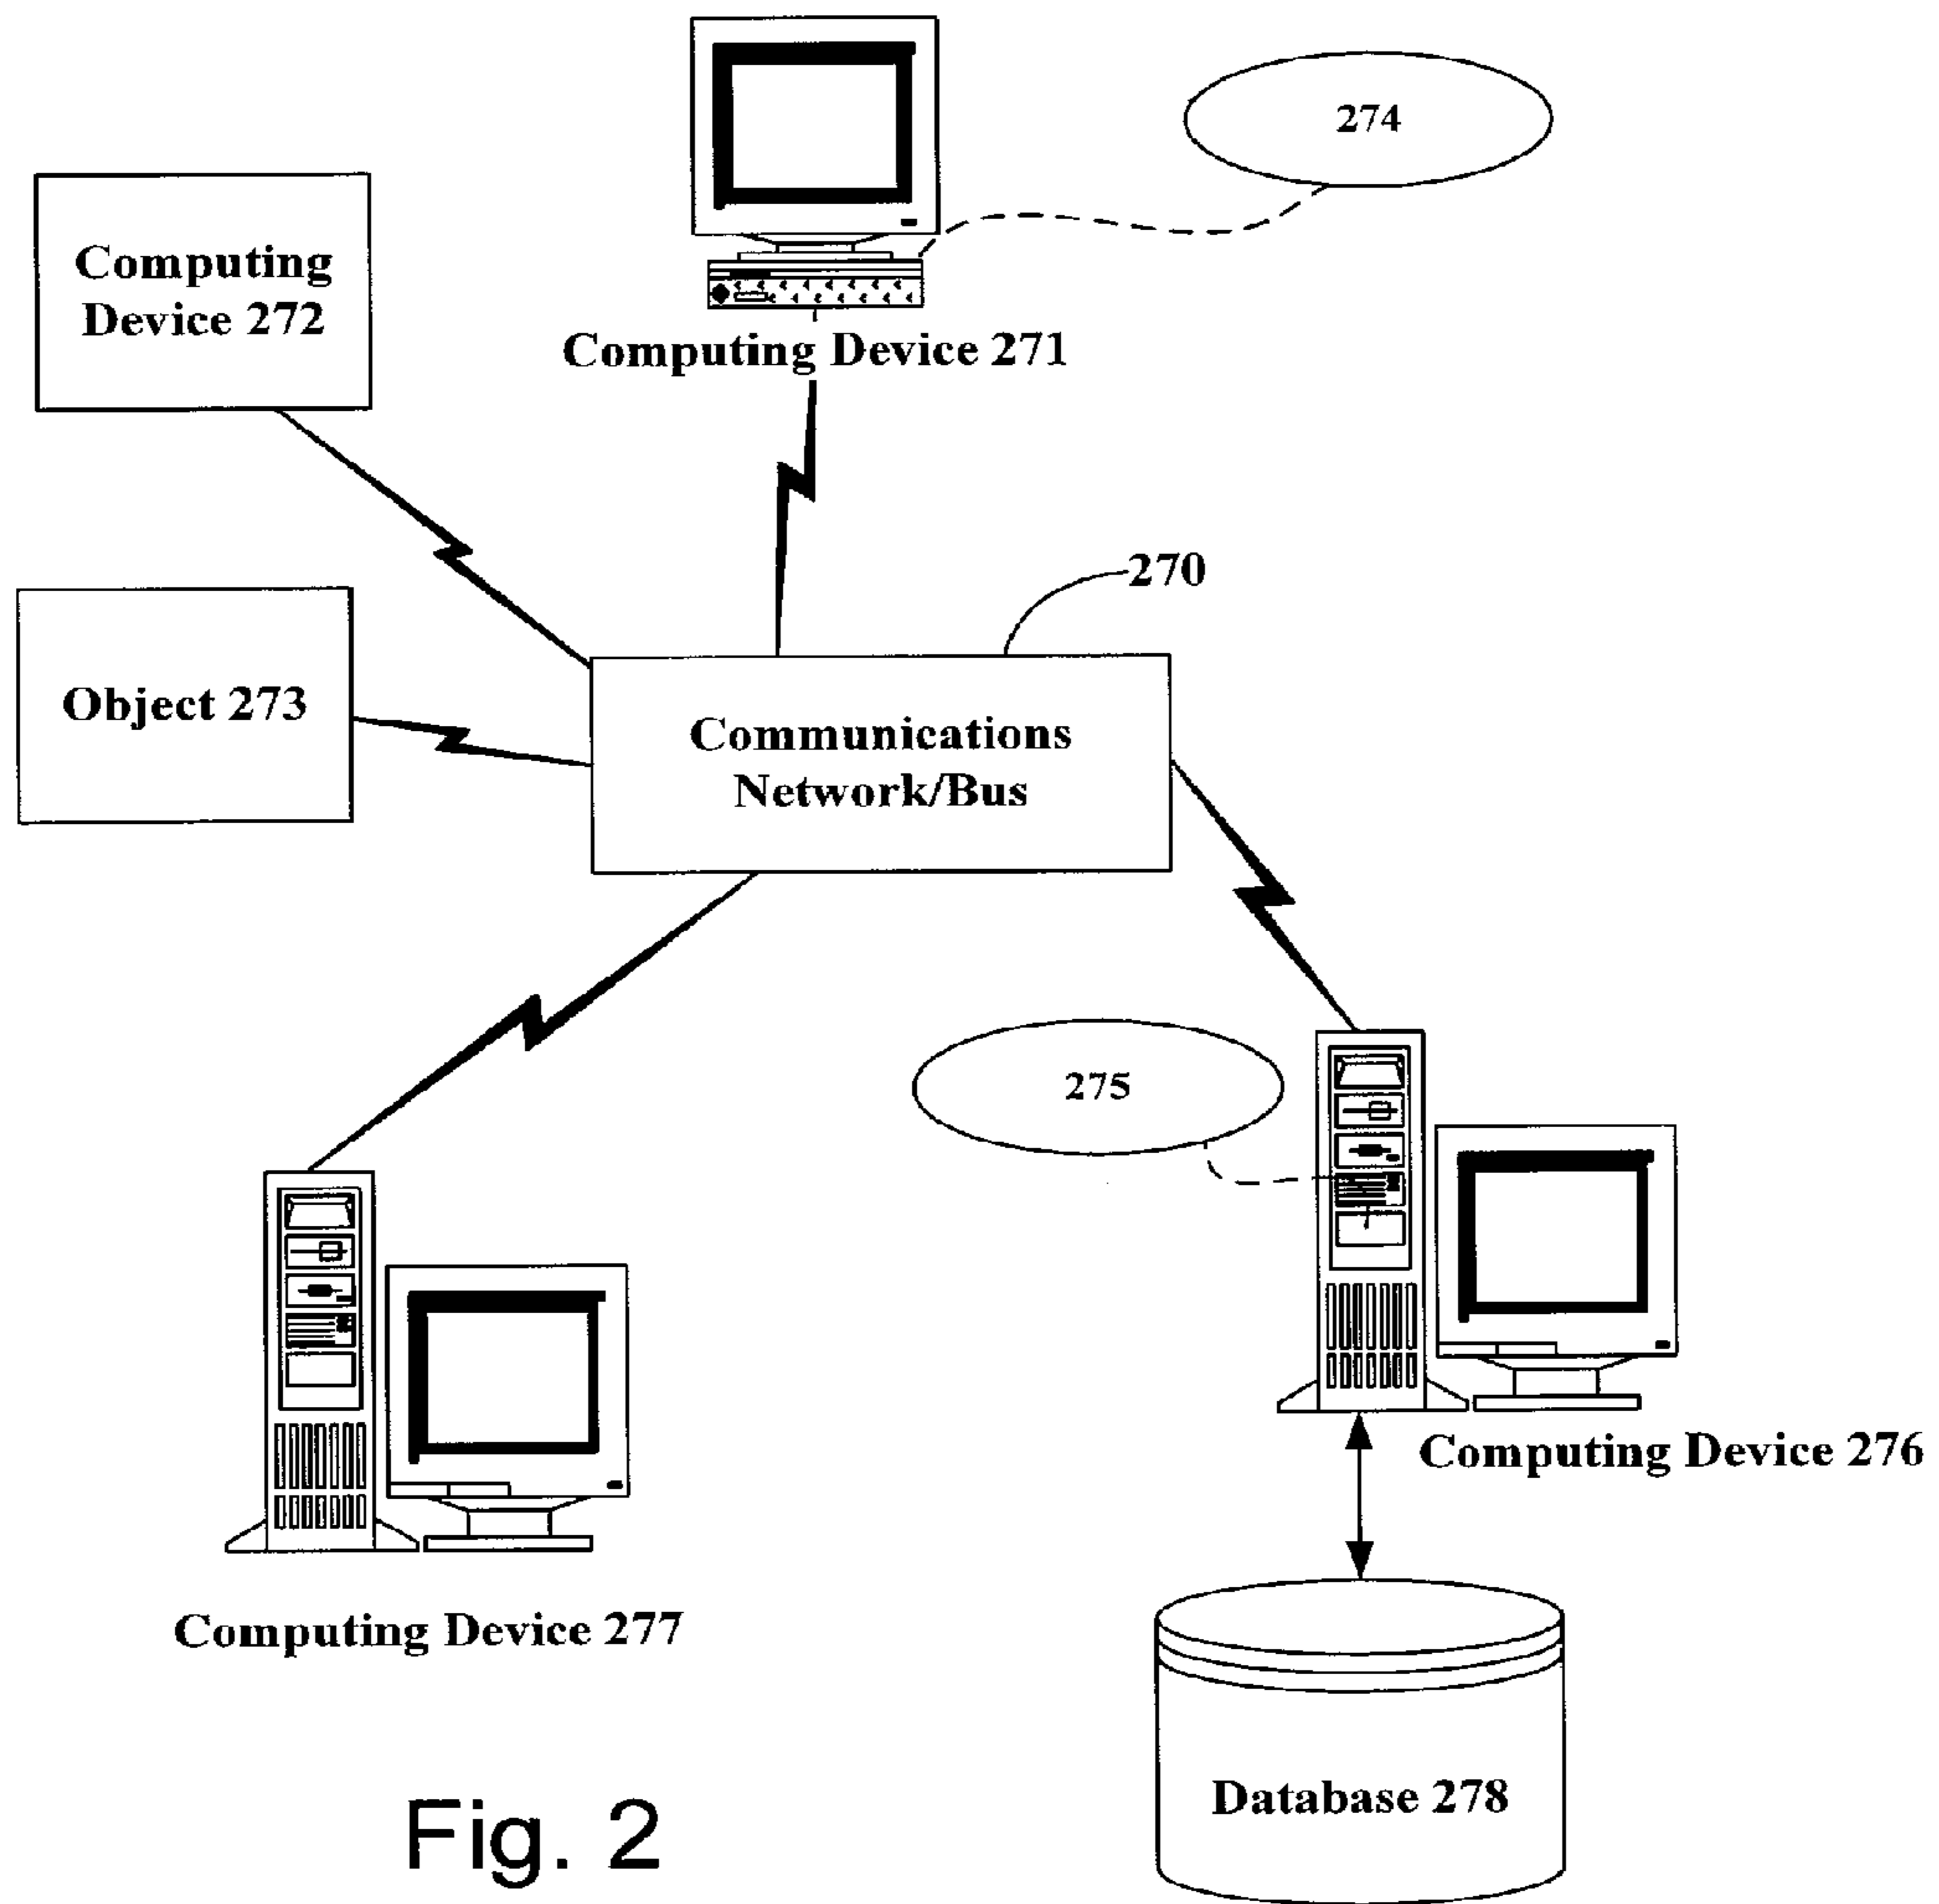 274
Computing
Device 272
Computing Device 271
270
Object 273
Communications
Network/Bus
275
Computing Device 276
Computing Device 277
Database 278
Fig. 2